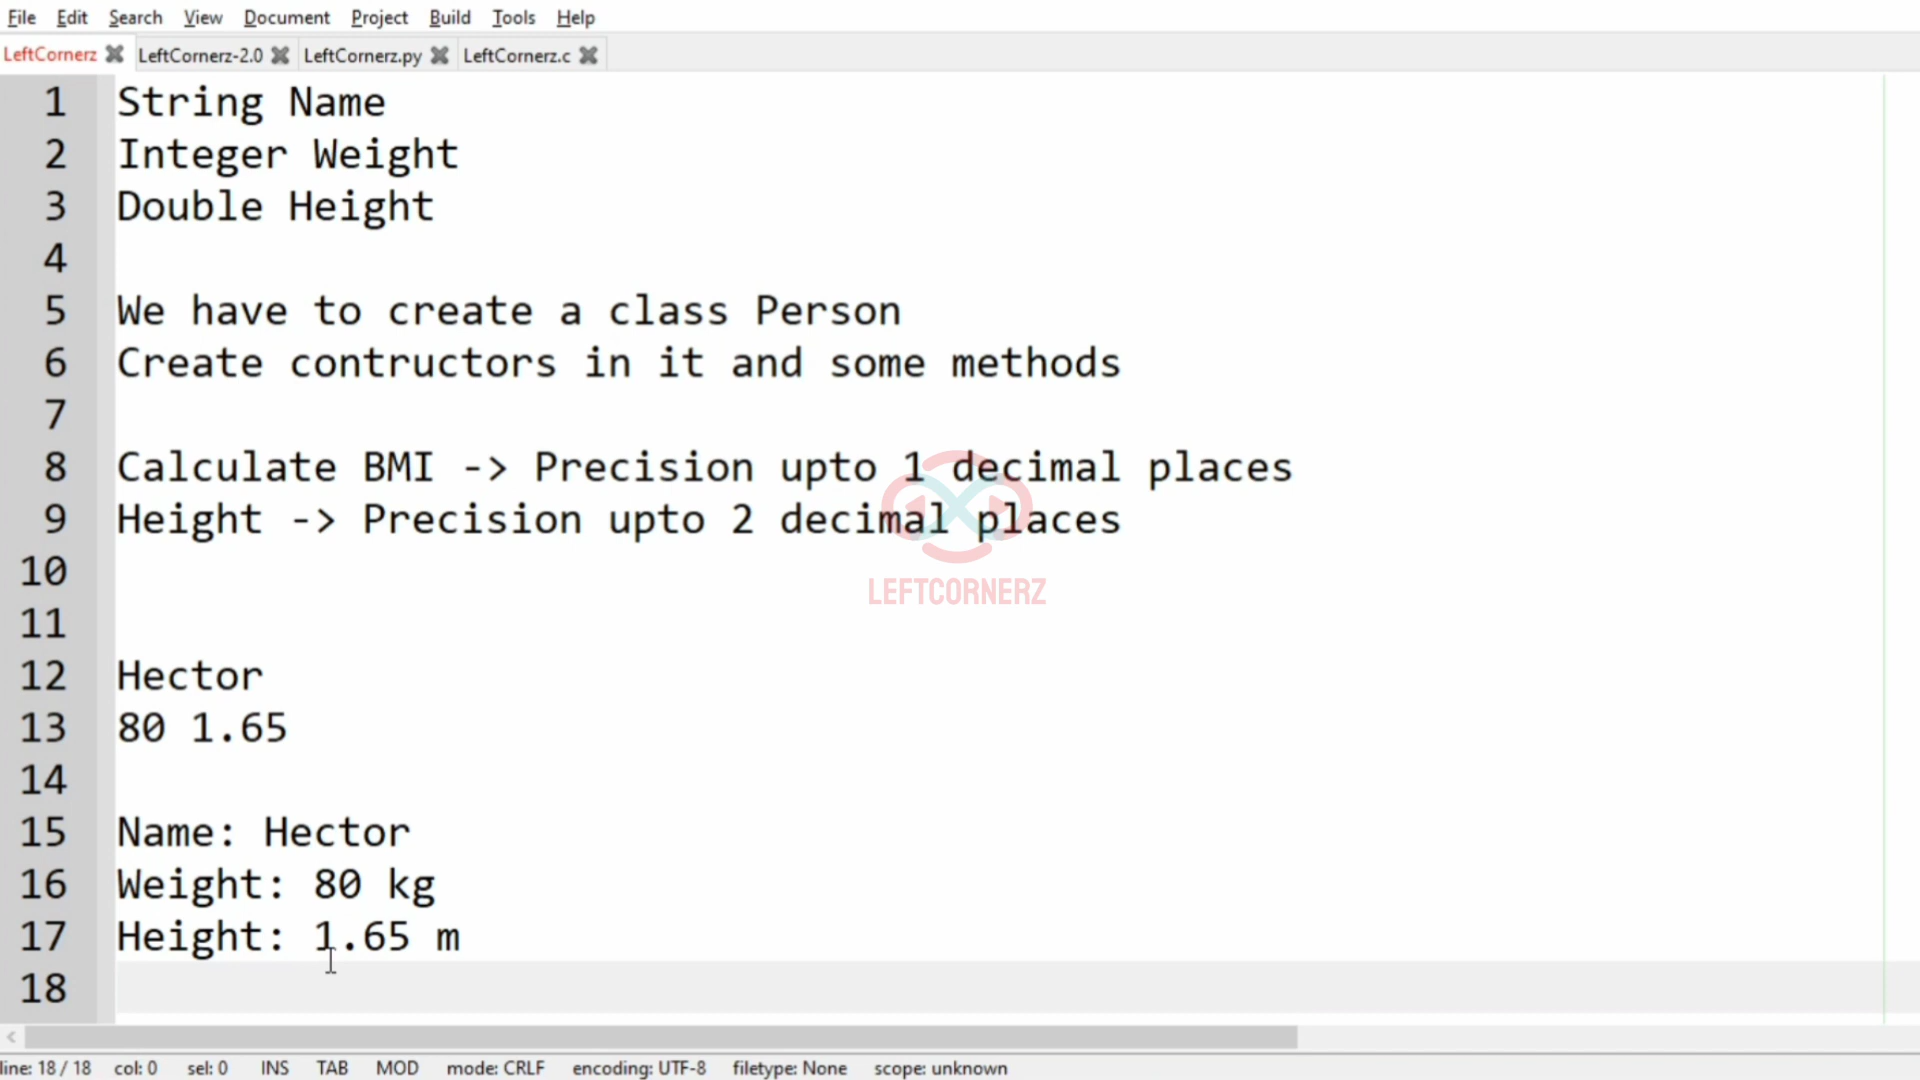 File Edit Search View Document Project Build Tools Help
LeftCornerz LeftCornerz-2.0 LeftCornerz.py LeftCornerz.c
1 String Name
2 Integer Weight
3 Double Height
4
5 We have to create a class Person
6 Create contructors in it and some methods
7
8 Calculate BMI -> Precision upto 1 decimal places
9 Height -> Precision upto 2 decimal places
10
LEFTCORNERZ
11
12 Hector
13 80 1.65
14
15 Name: Hector
16 Weight: 80 kg
17 Height: 1.65 m
18
line: 18 / 18 col: 0 sel: 0 INS TAB MOD mode: CRLF encoding: UTF-8 filetype: None scope: unknown